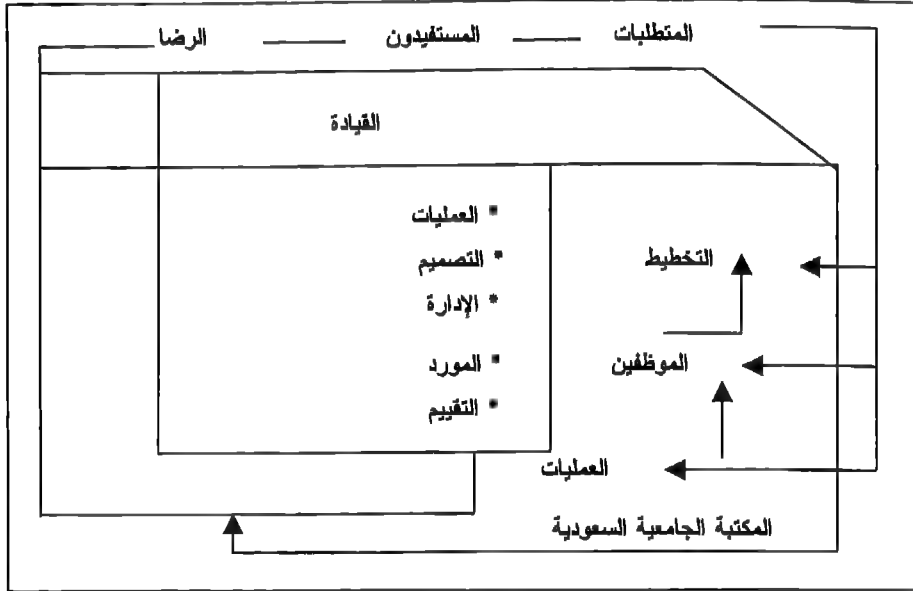 المتطلبات المستفيدون الرضا
القيادة
▪ العمليات
* التصميم
* الإدارة
▪ المورد
* التقييم
التخطيط
الموظفين
العمليات
المكتبة الجامعية السعودية